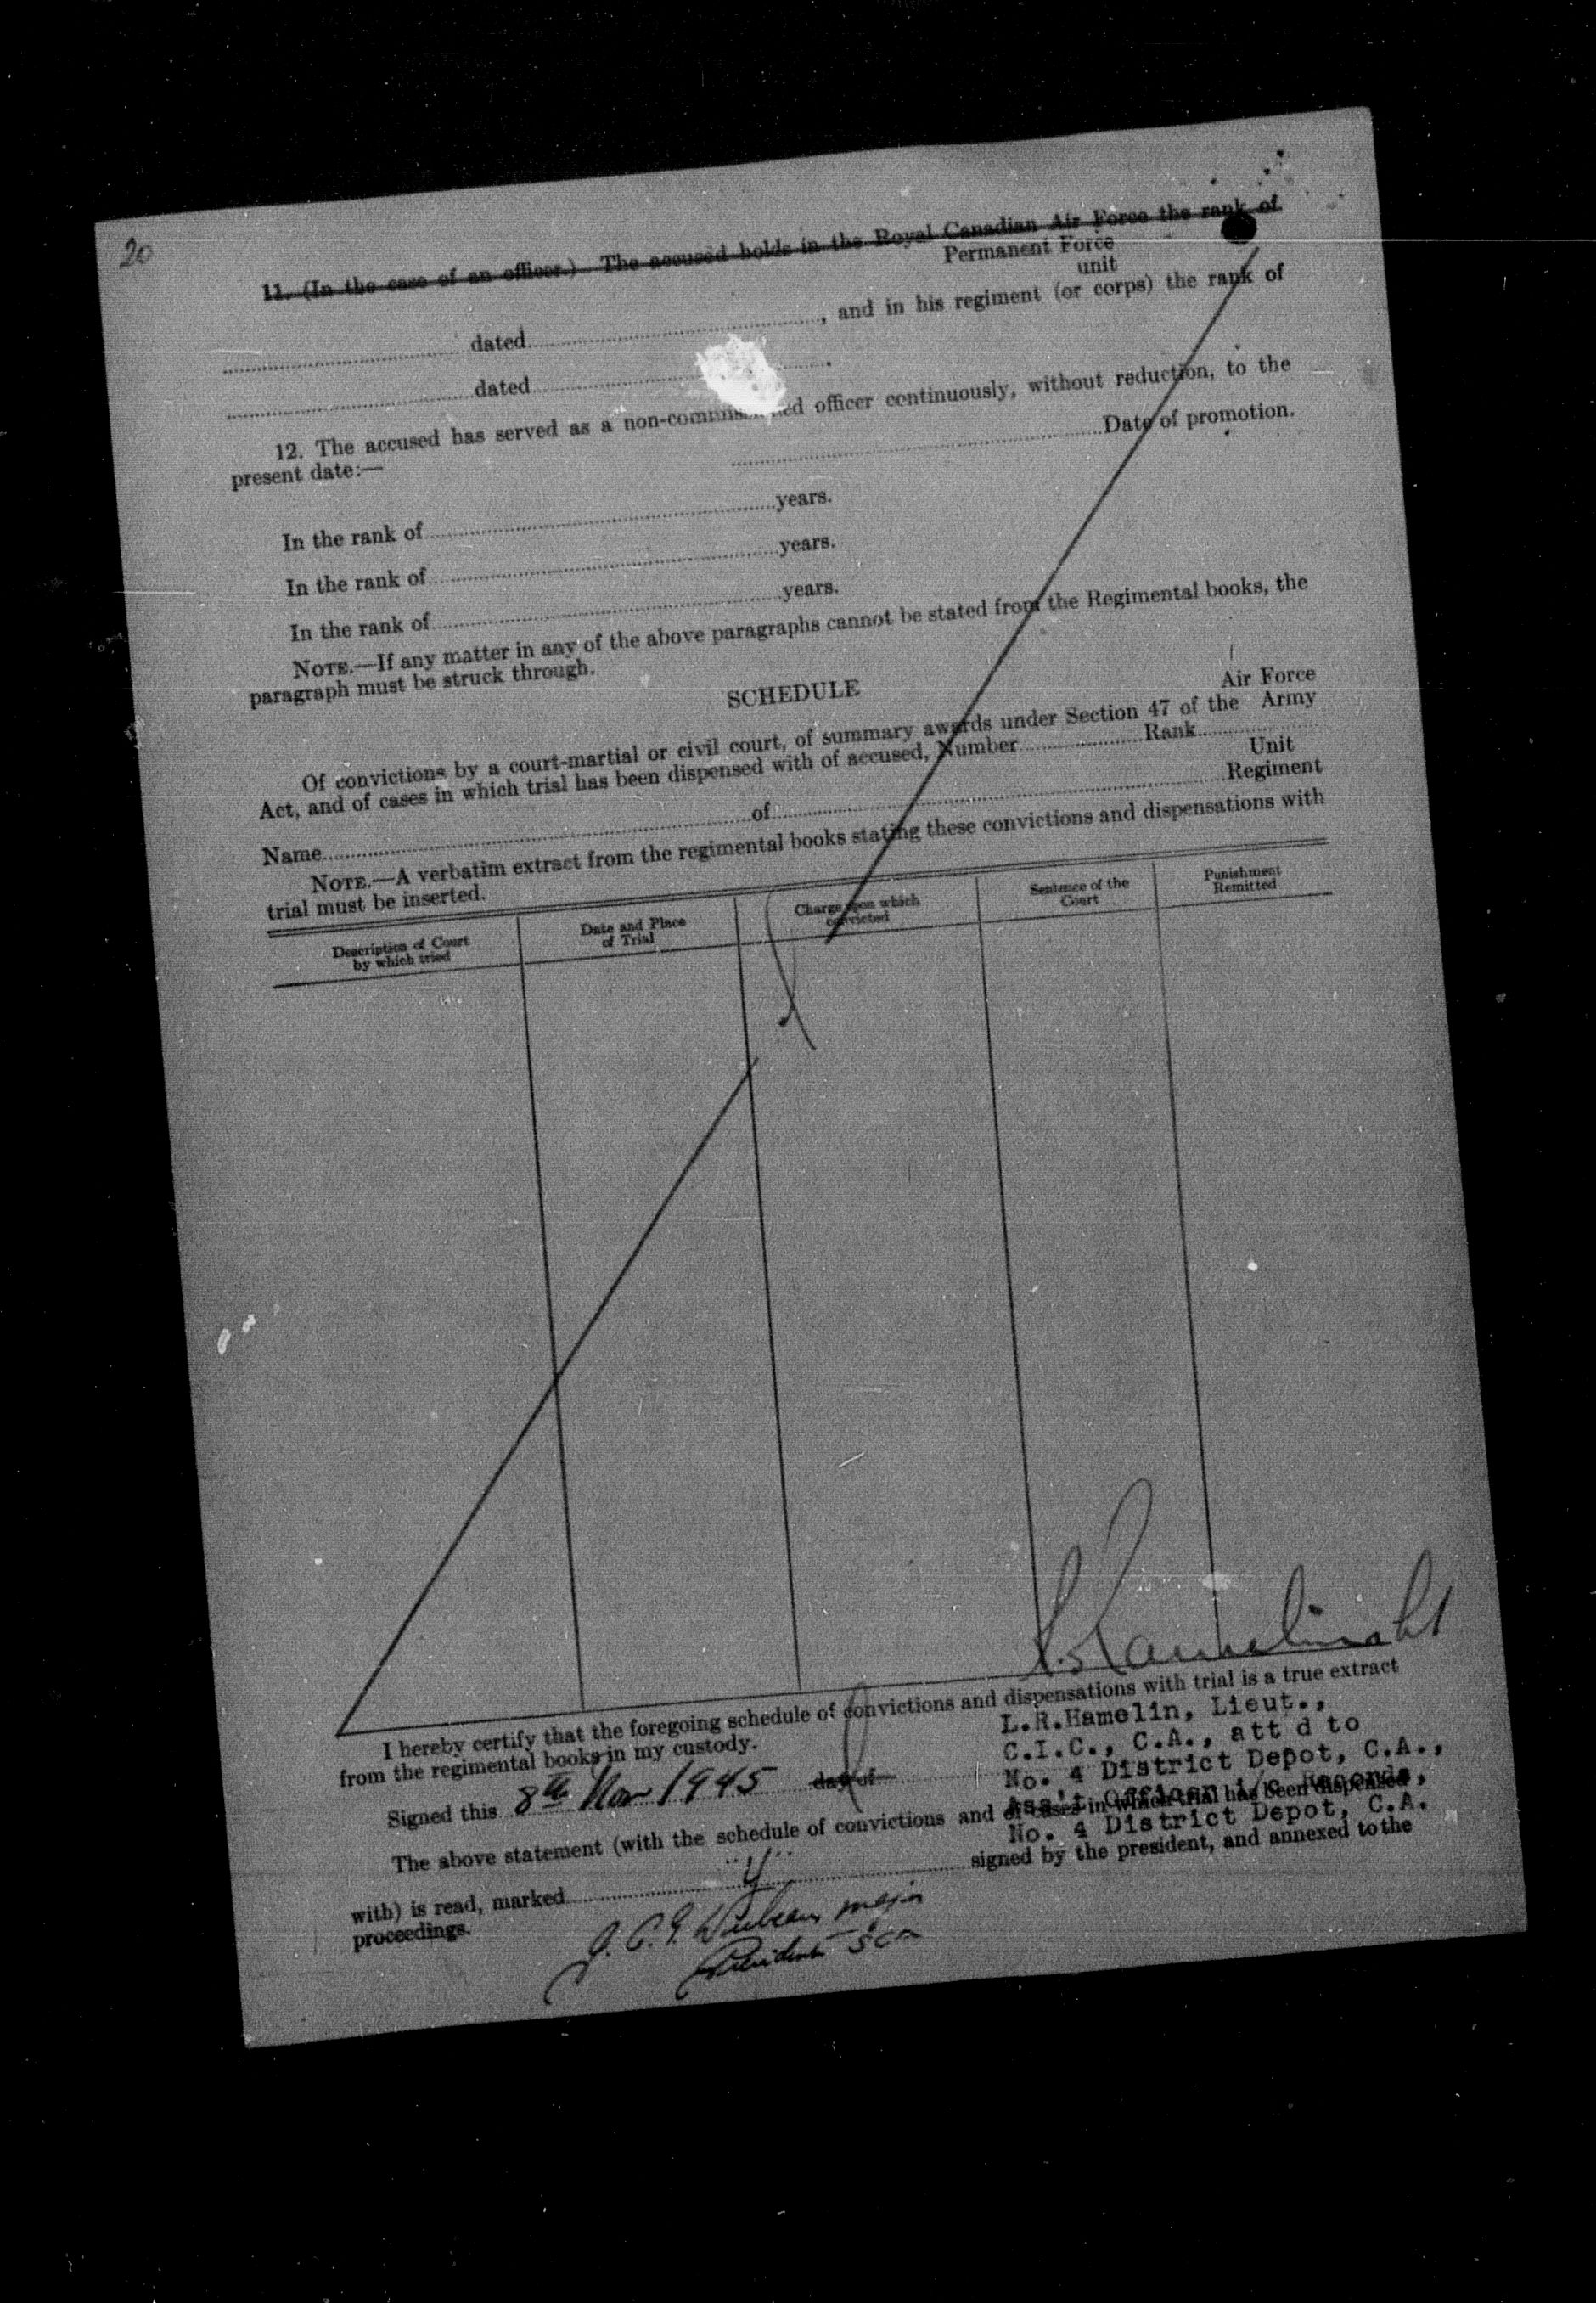 20
11. (In the case of an officer.) The accused holds in the Royal Canadian Air Force the rank of
Permanent Force
unit
dated , and in his regiment (or corps) the rank of
dated .
12. The accused has served as a non-commissioned officer continuously, without reduction, to the
present date:—
Date of promotion.
In the rank of years.
In the rank of years.
In the rank of years.
NOTE.—If any matter in any of the above paragraphs cannot be stated from the Regimental books, the
paragraph must be struck through.
SCHEDULE
Air Force
Of convictions by a court-martial or civil court, of summary awards under Section 47 of the Army
Act, and of cases in which trial has been dispensed with of accused, Number Rank
Unit
Name of Regiment
NOTE.—A verbatim extract from the regimental books stating these convictions and dispensations with
trial must be inserted.
Description of Court
by which tried
Date and Place
of Trial
Charge upon which
convicted
Sentence of the
Court
Punishment
Remitted
I hereby certify that the foregoing schedule of convictions and dispensations with trial is a true extract
from the regimental books in my custody.
L.R.Hamelin, Lieut.,
C.I.C., C.A., att d to
No. 4 District Depot, C.A.,
Ass't Officer i/c Records,
No. 4 District Depot, C.A.
Signed this 8th Nov 1945 day of
The above statement (with the schedule of convictions and of cases in which trial has been dispensed
with) is read, marked "Y" signed by the president, and annexed to the
proceedings.
J. C. G. major
President SCM